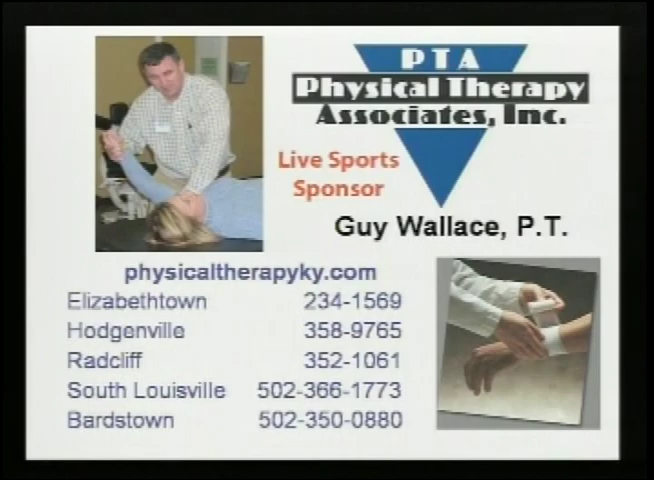 PTA
Physical Therapy
Associates, Inc.
Live Sports
Sponsor
Guy Wallace, P.T.
physicaltherapyky.com
Elizabethtown 234-1569
Hodgenville 358-9765
Radcliff 352-1061
South Louisville 502-366-1773
Bardstown 502-350-0880